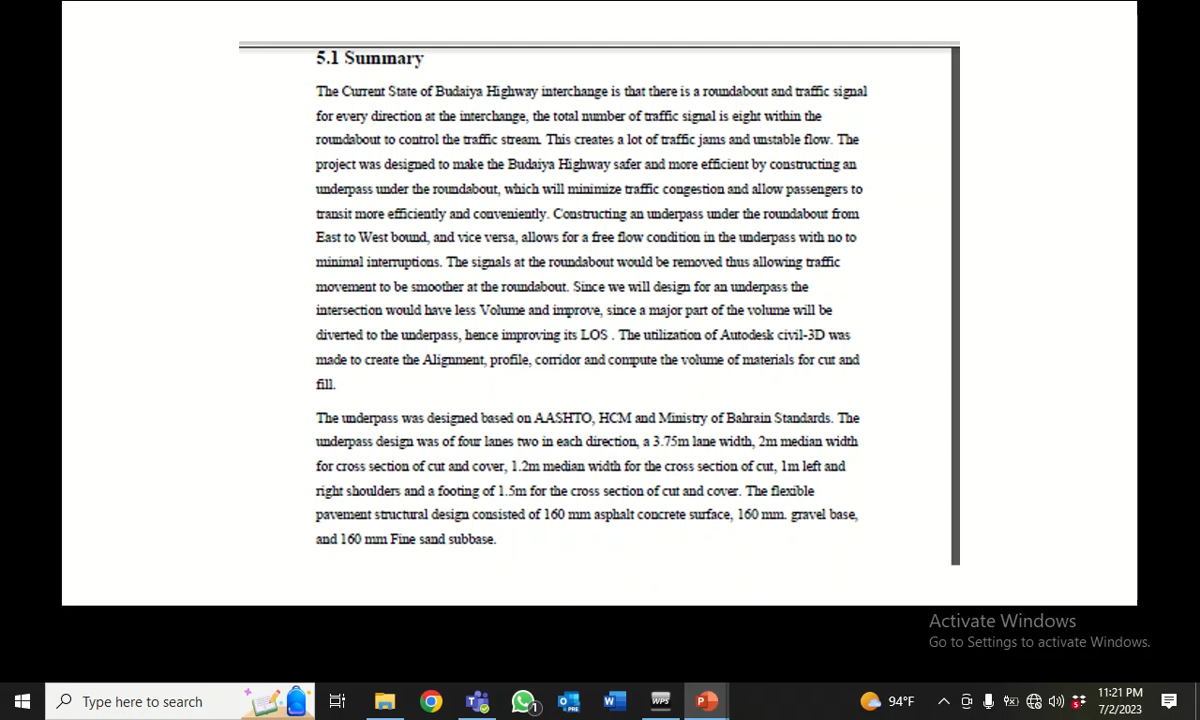 5.1 Summary
The Current State of Budaiya Highway interchange is that there is a roundabout and traffic signal
for every direction at the interchange, the total number of traffic signal is eight within the
roundabout to control the traffic stream. This creates a lot of traffic jams and unstable flow. The
project was designed to make the Budaiya Highway safer and more efficient by constructing an
underpass under the roundabout, which will minimize traffic congestion and allow passengers to
transit more efficiently and conveniently. Constructing an underpass under the roundabout from
East to West bound, and vice versa, allows for a free flow condition in the underpass with no to
minimal interruptions. The signals at the roundabout would be removed thus allowing traffic
movement to be smoother at the roundabout. Since we will design for an underpass the
intersection would have less Volume and improve, since a major part of the volume will be
diverted to the underpass, hence improving its LOS . The utilization of Autodesk civil-3D was
made to create the Alignment, profile, corridor and compute the volume of materials for cut and
fill.
The underpass was designed based on AASHTO, HCM and Ministry of Bahrain Standards. The
underpass design was of four lanes two in each direction, a 3.75m lane width, 2m median width
for cross section of cut and cover, 1.2m median width for the cross section of cut, 1m left and
right shoulders and a footing of 1.5m for the cross section of cut and cover. The flexible
pavement structural design consisted of 160 mm asphalt concrete surface, 160 mm. gravel base,
and 160 mm Fine sand subbase.
Activate Windows
Go to Settings to activate Windows.
Type here to search
1
PRE
W
WPS
P
94°F
S
11:21 PM
7/2/2023